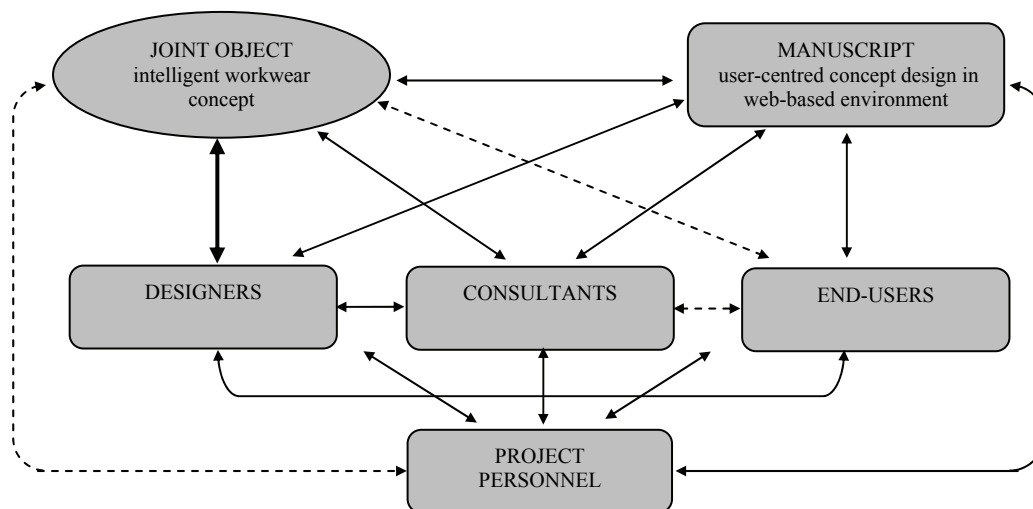 JOINT OBJECT
intelligent workwear
concept
MANUSCRIPT
user-centred concept design in
web-based environment
DESIGNERS
CONSULTANTS
END-USERS
PROJECT
PERSONNEL